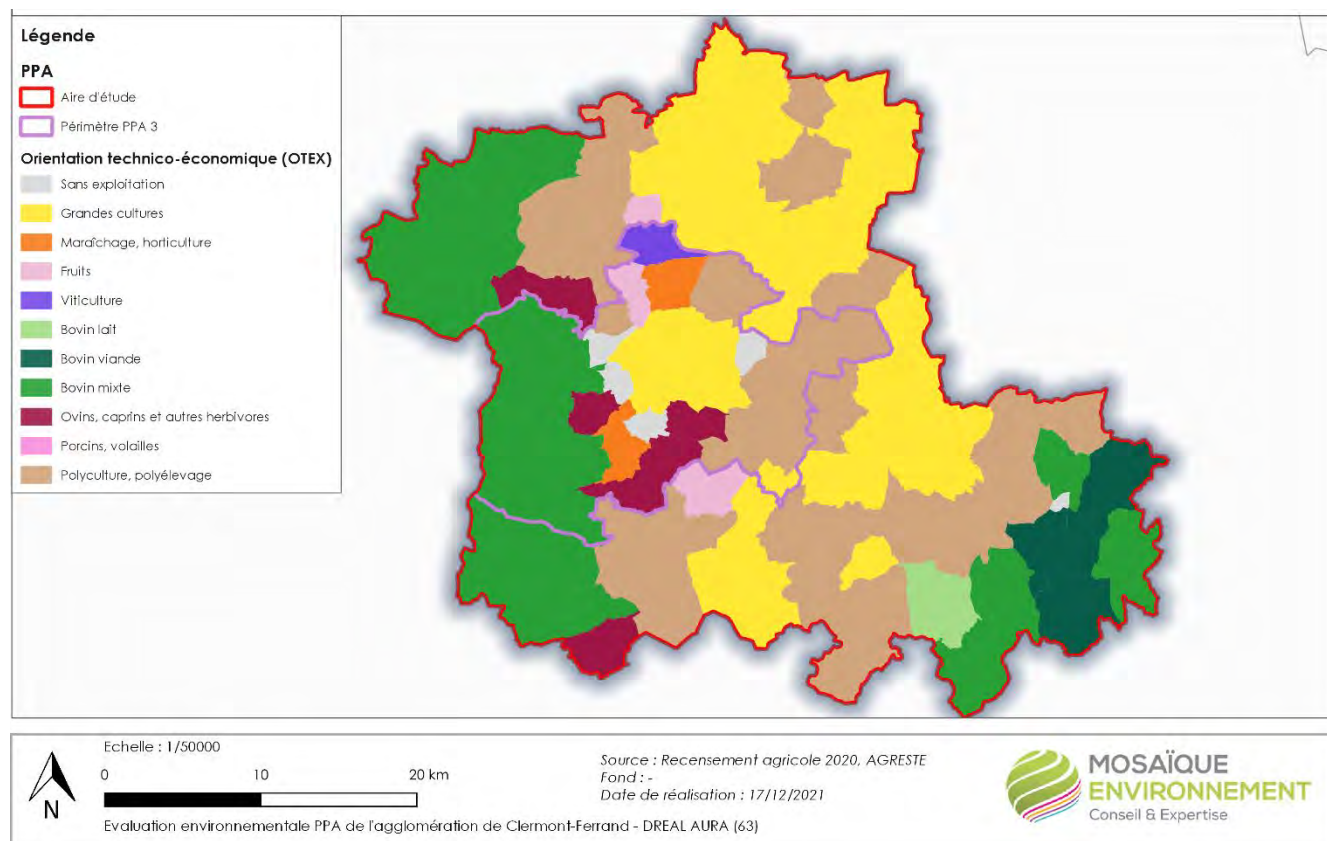 Légende
PPA
Aire d'étude
Périmètre PPA 3
Orientation technico-économique (OTEX)
Sans exploitation
Grandes cultures
Maraîchage, horticulture
Fruits
Viticulture
Bovin lait
Bovin viande
Bovin mixte
Ovins, caprins et autres herbivores
Porcins, volailles
Polyculture, polyélevage
N
Echelle : 1/50000
0 10 20 km
Evaluation environnementale PPA de l'agglomération de Clermont-Ferrand - DREAL AURA (63)
Source : Recensement agricole 2020, AGRESTE
Fond : -
Date de réalisation : 17/12/2021
MOSAÏQUE
ENVIRONNEMENT
Conseil & Expertise